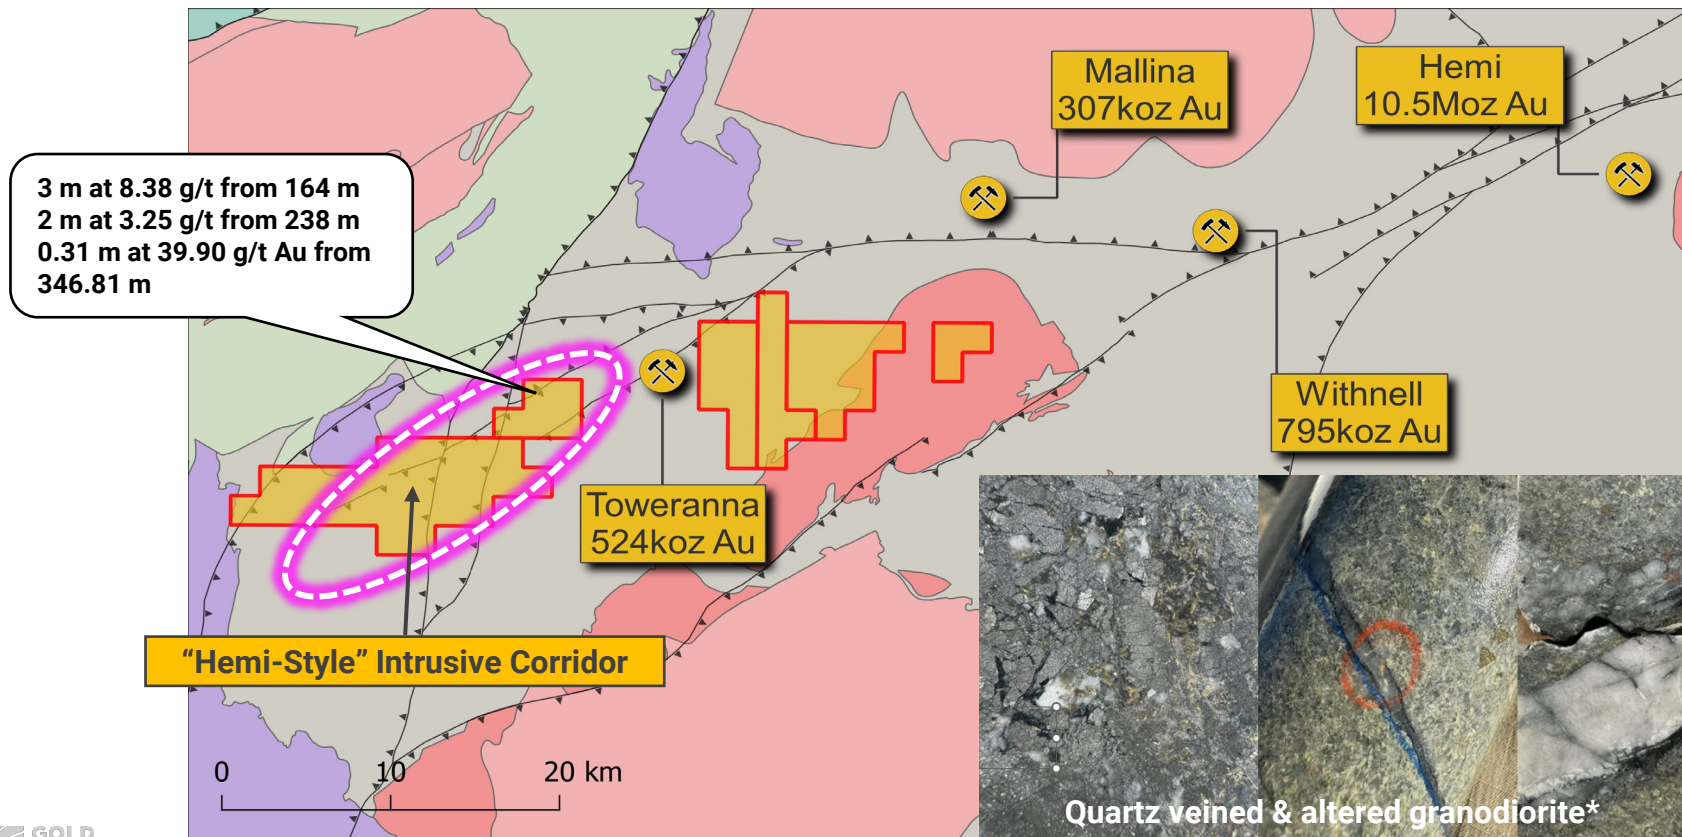 Mallina
307koz Au
Hemi
10.5Moz Au
3 m at 8.38 g/t from 164 m
2 m at 3.25 g/t from 238 m
0.31 m at 39.90 g/t Au from
346.81 m
Withnell
795koz Au
Toweranna
524koz Au
“Hemi-Style” Intrusive Corridor
0 10 20 km
Quartz veined & altered granodiorite*
GOLD